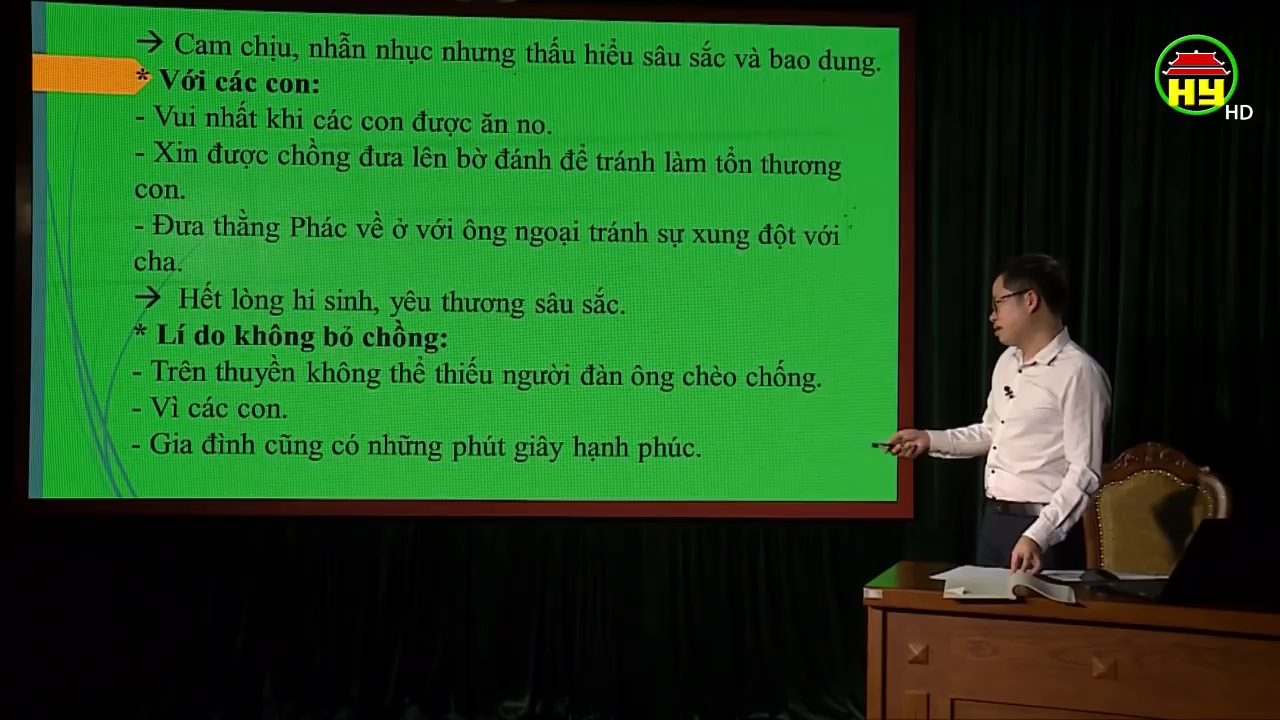 → Cam chịu, nhẫn nhục nhưng thấu hiểu sâu sắc và bao dung.
* Với các con:
- Vui nhất khi các con được ăn no.
- Xin được chồng đưa lên bờ đánh để tránh làm tổn thương
con.
- Đưa thằng Phác về ở với ông ngoại tránh sự xung đột với
cha.
→ Hết lòng hi sinh, yêu thương sâu sắc.
* Lí do không bỏ chồng:
- Trên thuyền không thể thiếu người đàn ông chèo chống.
- Vì các con.
- Gia đình cũng có những phút giây hạnh phúc.
HY
HD